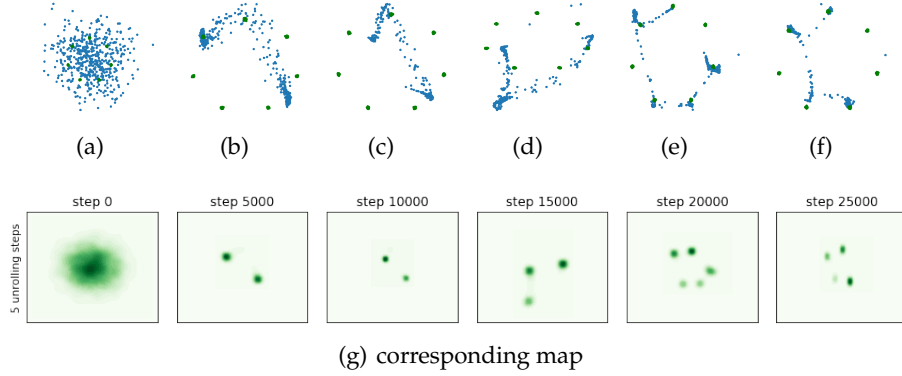 (a) (b) (c) (d) (e) (f)
step 0 step 5000 step 10000 step 15000 step 20000 step 25000
5 unrolling steps
(g) corresponding map